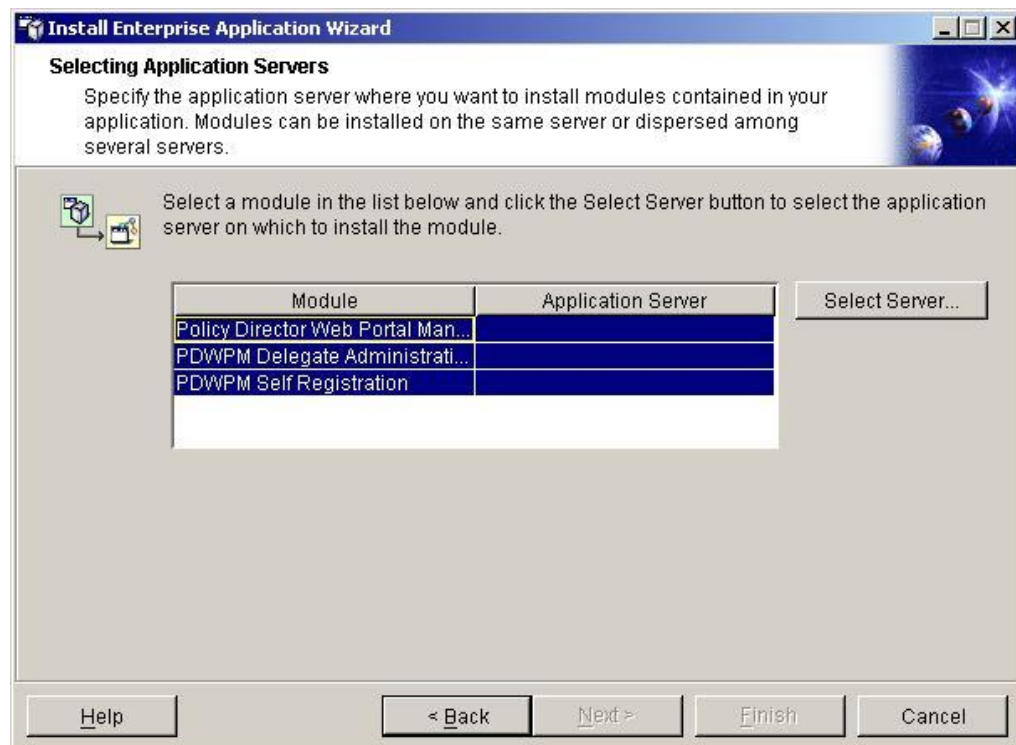 Install Enterprise Application Wizard
Selecting Application Servers
Specify the application server where you want to install modules contained in your
application. Modules can be installed on the same server or dispersed among
several servers.
Select a module in the list below and click the Select Server button to select the application
server on which to install the module.
Module Application Server Select Server...
Policy Director Web Portal Man...
PDWPM Delegate Administrati...
PDWPM Self Registration
Help < Back Next > Finish Cancel